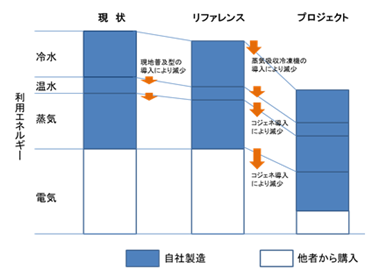 現 状
リファレンス
プロジェクト
冷水
温水
蒸気
電気
利用エネルギー
現地普及型の
導入により減少
蒸気吸収冷凍機の
導入により減少
コジェネ導入
により減少
コジェネ導入
により減少
自社製造
他者から購入